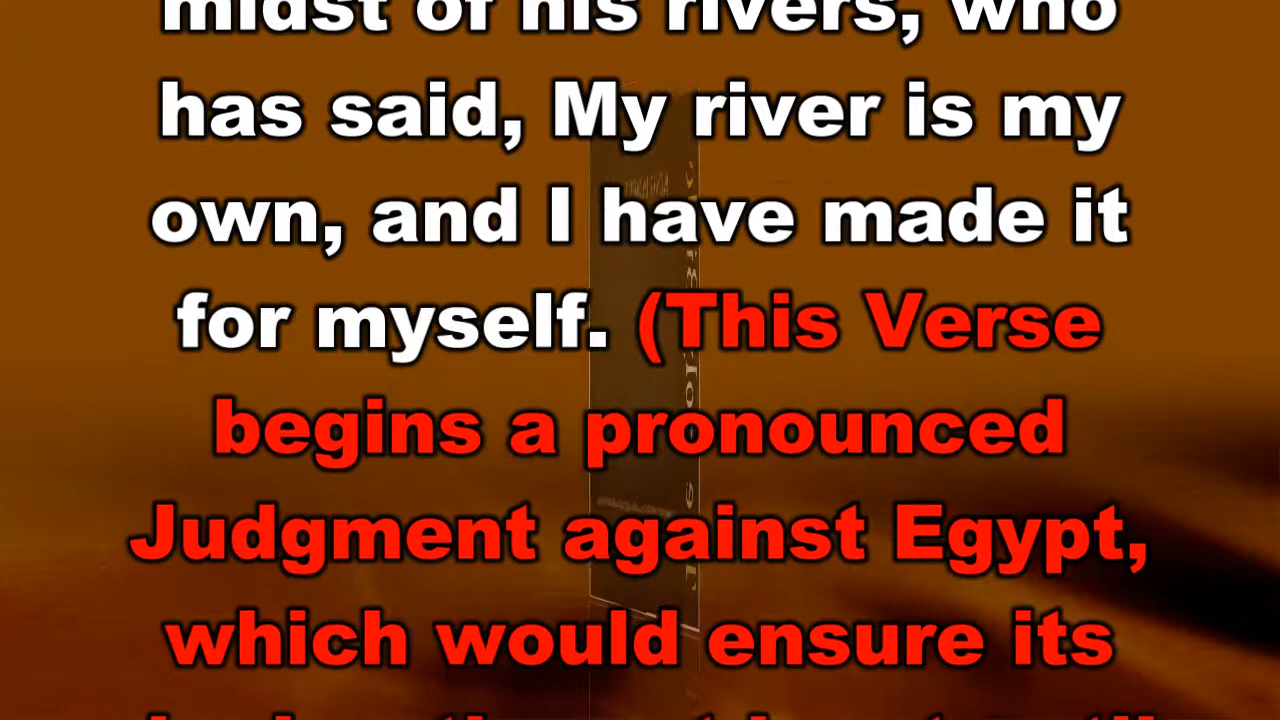 midst of his rivers, who
has said, My river is my
own, and I have made it
for myself. (This Verse
begins a pronounced
Judgment against Egypt,
which would ensure its